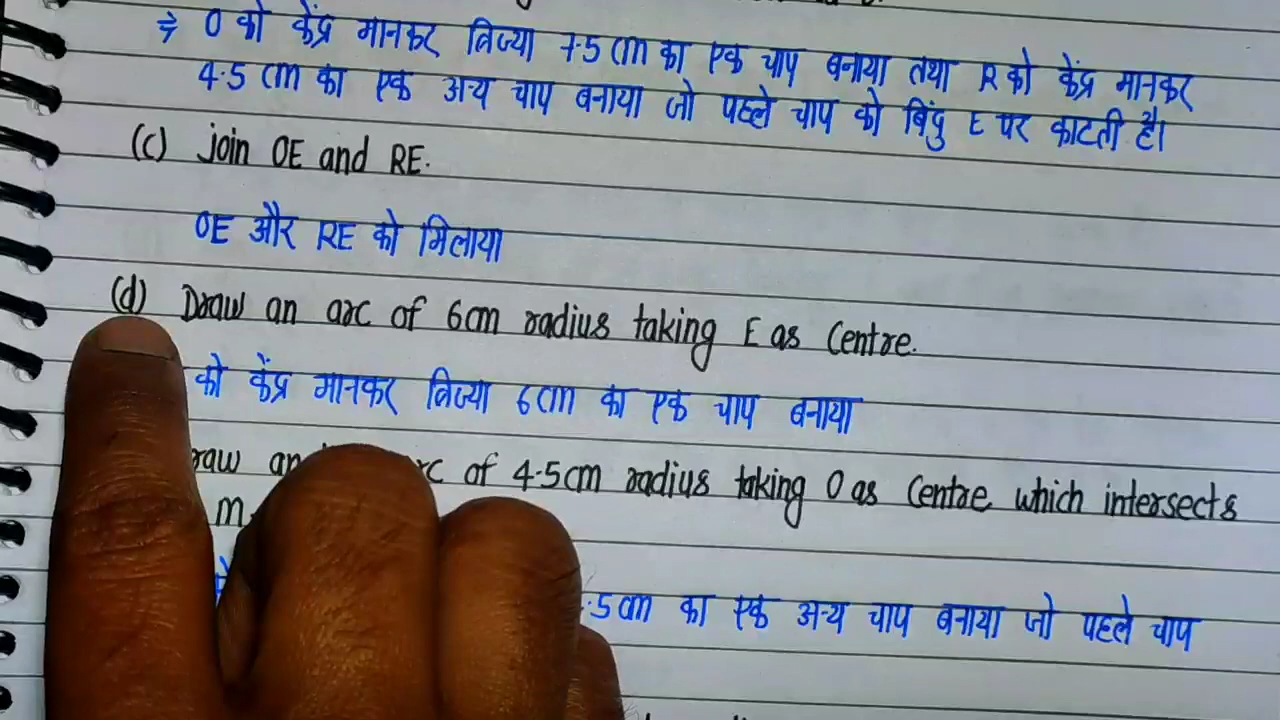 ⇒ O को केंद्र मानकर त्रिज्या 7.5 cm का एक चाप बनाया तथा R को केंद्र मानकर
4.5 cm का एक अन्य चाप बनाया जो पहले चाप को बिंदु E पर काटती है।
(c) join OE and RE.
OE और RE को मिलाया
(d) Draw an arc of 6cm radius taking E as Centre.
को केंद्र मानकर त्रिज्या 6cm का एक चाप बनाया
of 4.5cm radius taking O as Centre which intersects
m.
.5cm का एक अन्य चाप बनाया जो पहले चाप